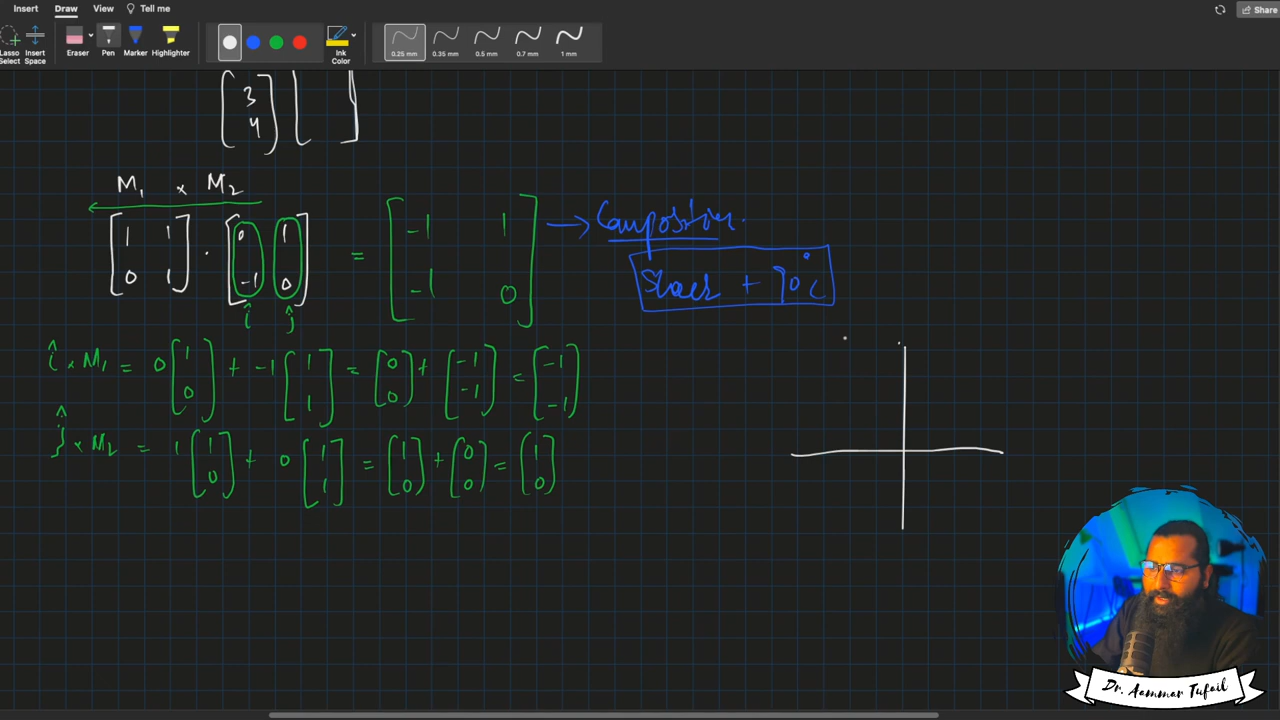 Insert Draw View Tell me
Share
Lasso Select Insert Space Eraser Pen Marker Highlighter Ink Color 0.25 mm 0.35 mm 0.5 mm 0.7 mm 1 mm
3
4
M₁ × M₂
[1 1; 0 1] · [0 1; -1 0] = [-1 1; -1 0] → Composition.
î ĵ
Shear + 90°c
î × M₁ = 0 [1; 0] + -1 [1; 1] = [0; 0] + [-1; -1] = [-1; -1]
ĵ × M₂ = 1 [1; 0] + 0 [1; 1] = [1; 0] + [0; 0] = [1; 0]
Dr. Aammar Tufail